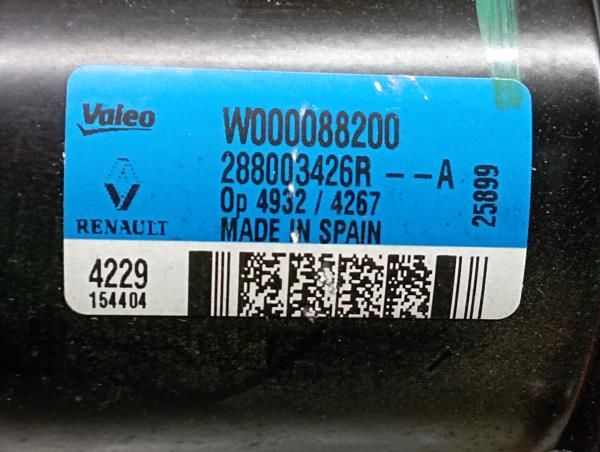 Valeo
W000088200
288003426R --A
Op 4932 / 4267
RENAULT
MADE IN SPAIN
25899
4229
154404